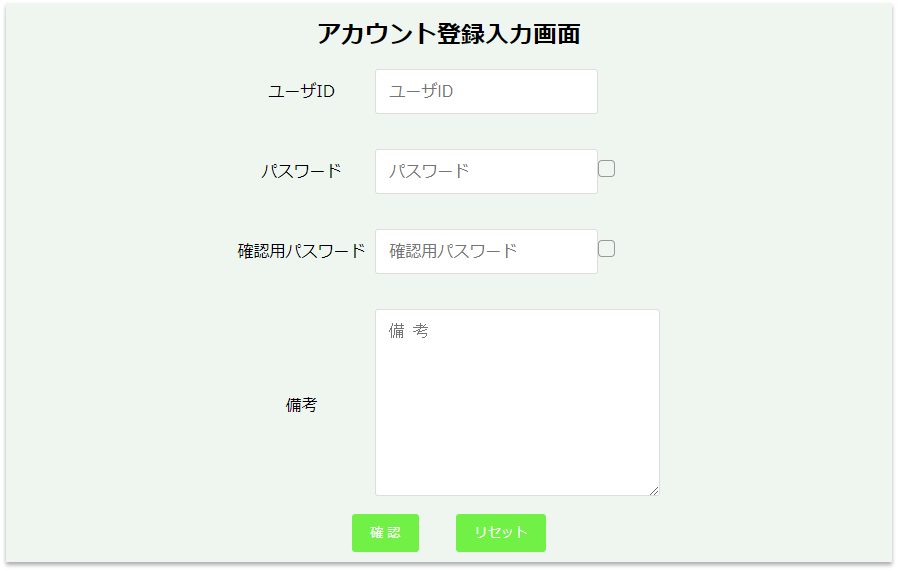 アカウント登録入力画面
ユーザID ユーザID
パスワード パスワード
確認用パスワード 確認用パスワード
備 考
備考
確 認 リセット